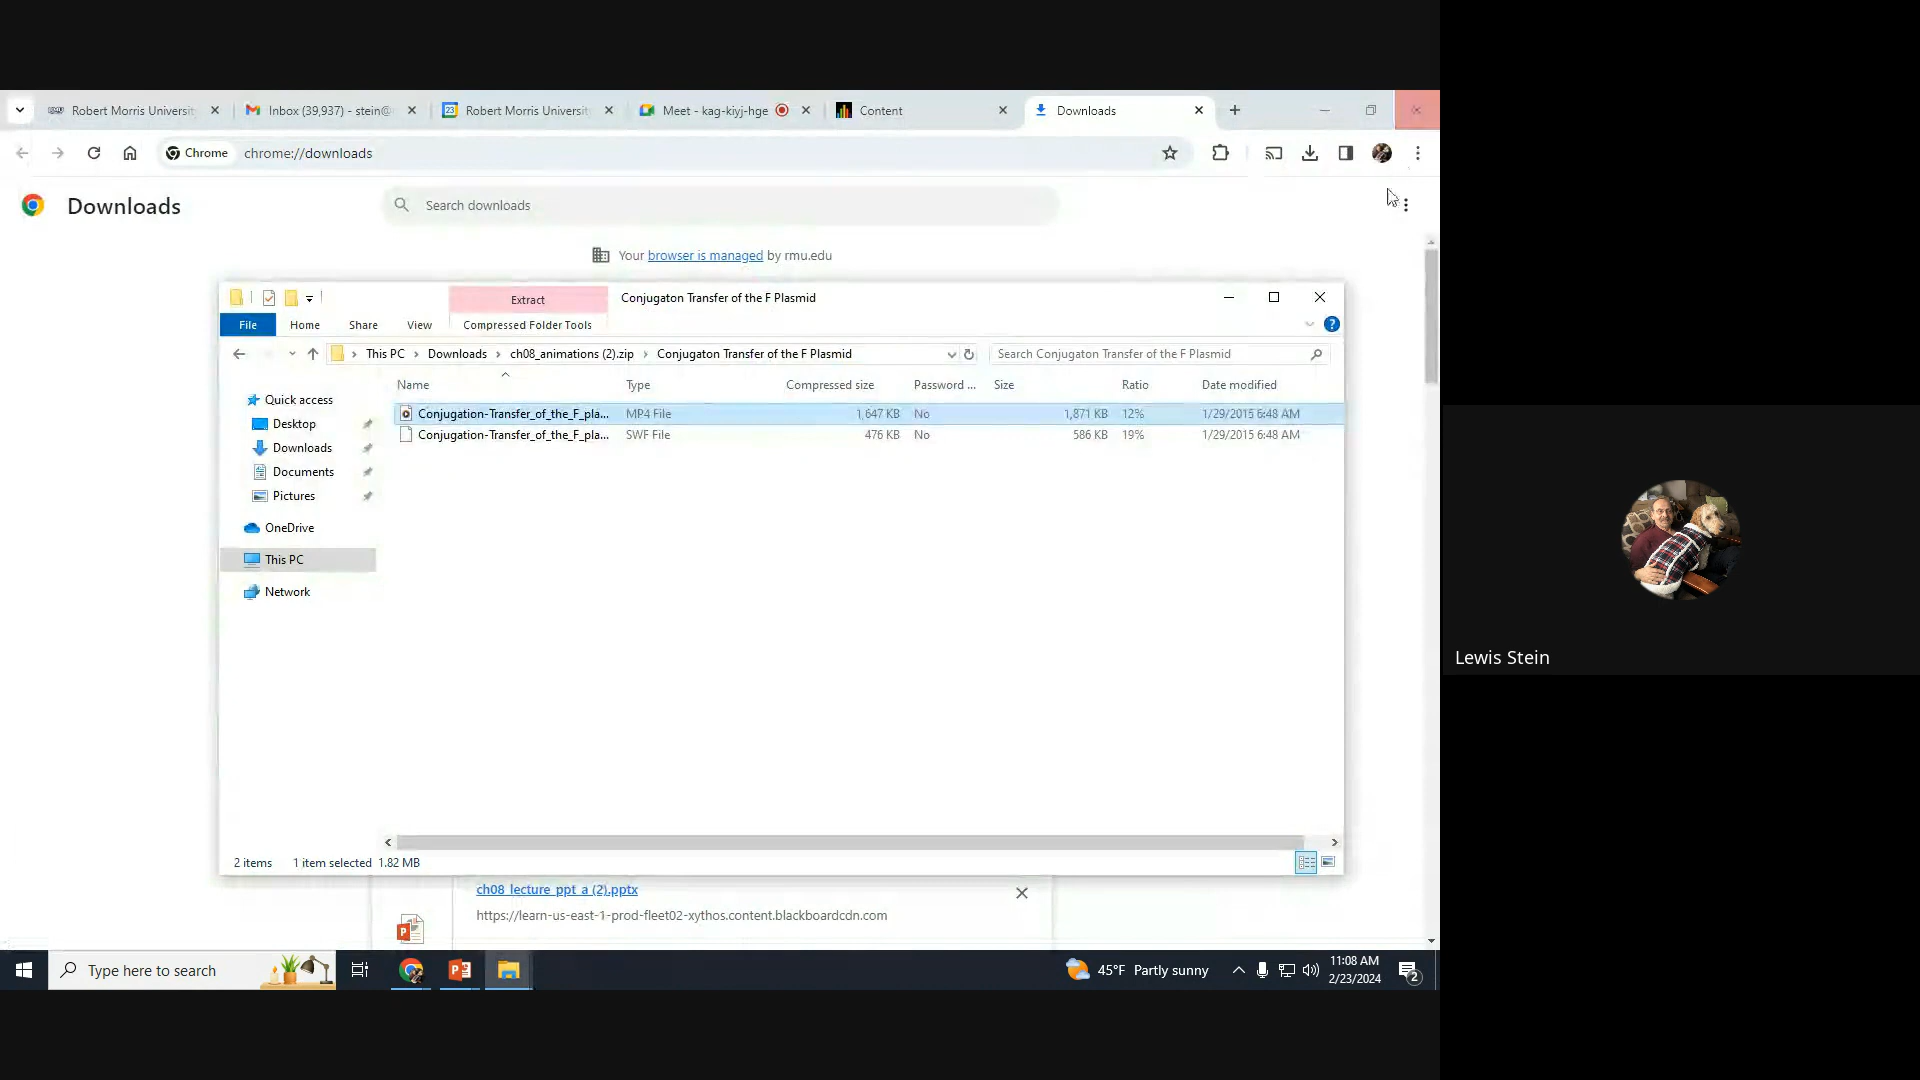 Robert Morris Universit
Inbox (39,937) - stein@
23
Robert Morris Universit
Meet - kag-kiyj-hge
Content
Downloads
Chrome
chrome://downloads
Downloads
Search downloads
Your browser is managed by rmu.edu
Extract
Conjugaton Transfer of the F Plasmid
File
Home
Share
View
Compressed Folder Tools
This PC
Downloads
ch08_animations (2).zip
Conjugaton Transfer of the F Plasmid
Search Conjugaton Transfer of the F Plasmid
Name
Type
Compressed size
Password ...
Size
Ratio
Date modified
Conjugation-Transfer_of_the_F_pla...
MP4 File
1,647 KB
No
1,871 KB
12%
1/29/2015 6:48 AM
Conjugation-Transfer_of_the_F_pla...
SWF File
476 KB
No
586 KB
19%
1/29/2015 6:48 AM
Quick access
Desktop
Downloads
Documents
Pictures
OneDrive
This PC
Network
2 items
1 item selected 1.82 MB
ch08_lecture_ppt_a (2).pptx
https://learn-us-east-1-prod-fleet02-xythos.content.blackboardcdn.com
Lewis Stein
Type here to search
45°F Partly sunny
11:08 AM
2/23/2024
2